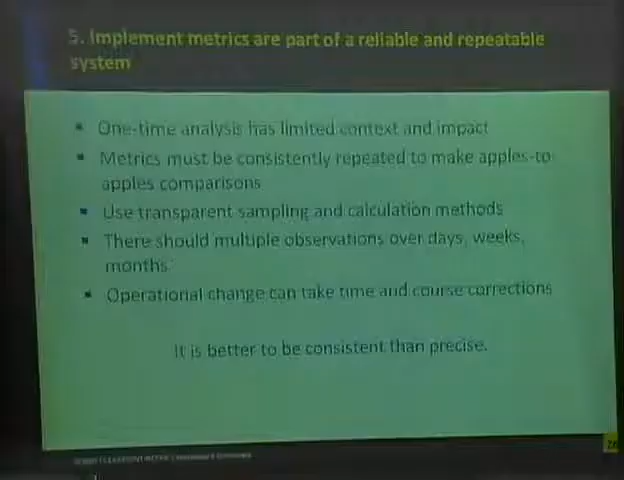 5. Implement metrics are part of a reliable and repeatable
system
One-time analysis has limited context and impact
Metrics must be consistently repeated to make apples-to-
apples comparisons
Use transparent sampling and calculation methods
There should multiple observations over days, weeks,
months.
Operational change can take time and course corrections
It is better to be consistent than precise.